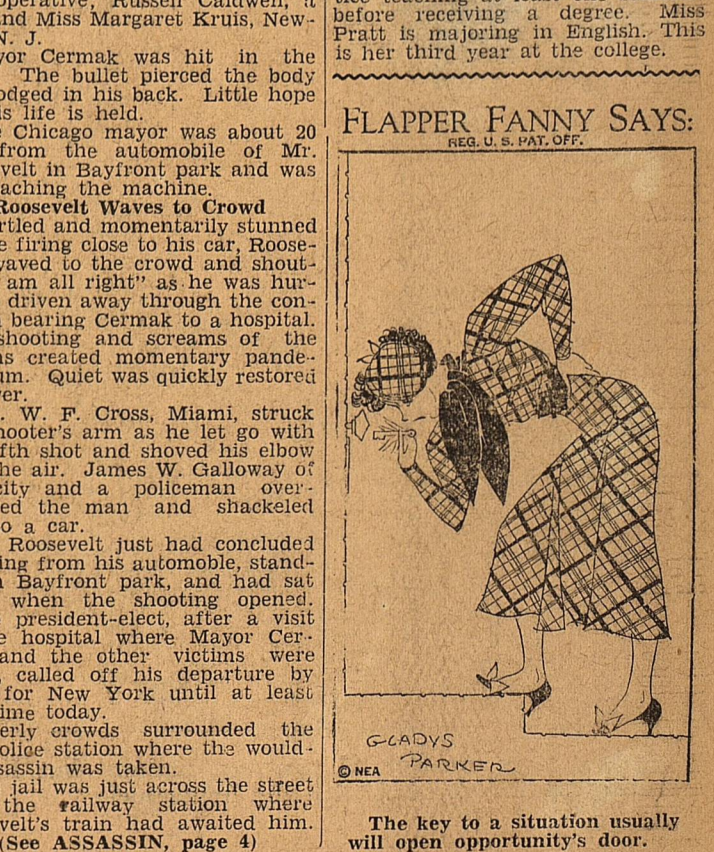 operative, Russell Caldwell, a
nd Miss Margaret Kruis, New-
N. J.
yor Cermak was hit in the
The bullet pierced the body
odged in his back. Little hope
is life is held.
e Chicago mayor was about 20
from the automobile of Mr.
velt in Bayfront park and was
aching the machine.
Roosevelt Waves to Crowd
rtled and momentarily stunned
e firing close to his car, Roose-
vaved to the crowd and shout-
am all right" as he was hur-
driven away through the con-
bearing Cermak to a hospital.
shooting and screams of the
ns created momentary pande-
um. Quiet was quickly restored
ver.
. W. F. Cross, Miami, struck
hooter's arm as he let go with
fth shot and shoved his elbow
he air. James W. Galloway of
city and a policeman over-
ed the man and shackeled
o a car.
Roosevelt just had concluded
ing from his automoble, stand-
n Bayfront park, and had sat
when the shooting opened.
president-elect, after a visit
e hospital where Mayor Cer-
and the other victims were
, called off his departure by
for New York until at least
ime today.
erly crowds surrounded the
olice station where the would-
sassin was taken.
jail was just across the street
the railway station where
velt's train had awaited him.
(See ASSASSIN, page 4)
before receiving a degree. Miss
Pratt is majoring in English. This
is her third year at the college.
FLAPPER FANNY SAYS:
REG. U. S. PAT. OFF.
GLADYS
PARKER
© NEA
The key to a situation usually
will open opportunity's door.